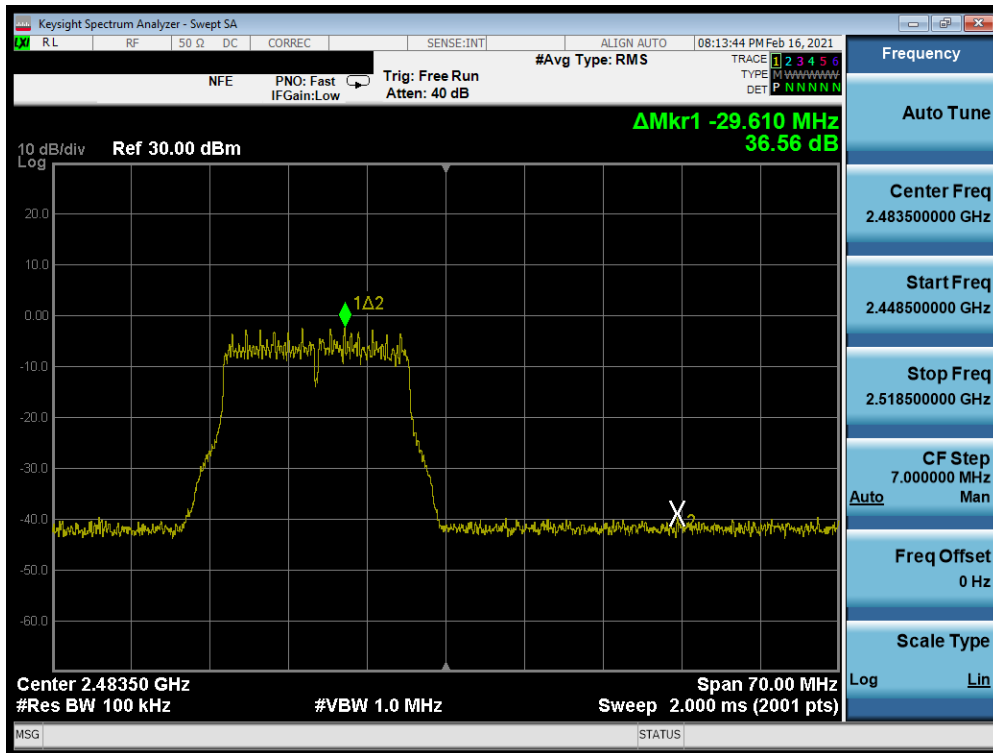 Keysight Spectrum Analyzer - Swept SA
LXI RL RF 50 Ω DC CORREC SENSE:INT ALIGN AUTO 08:13:44 PM Feb 16, 2021
#Avg Type: RMS
TRACE 1 2 3 4 5 6
NFE PNO: Fast Trig: Free Run
TYPE M WWWWW
IFGain:Low Atten: 40 dB
DET P N N N N N
ΔMkr1 -29.610 MHz
36.56 dB
10 dB/div Ref 30.00 dBm
Log
20.0
10.0
0.00
-10.0
-20.0
-30.0
-40.0
-50.0
-60.0
1Δ2
X2
Center 2.48350 GHz Span 70.00 MHz
#Res BW 100 kHz #VBW 1.0 MHz Sweep 2.000 ms (2001 pts)
MSG STATUS
Frequency
Auto Tune
Center Freq
2.483500000 GHz
Start Freq
2.448500000 GHz
Stop Freq
2.518500000 GHz
CF Step
7.000000 MHz
Auto Man
Freq Offset
0 Hz
Scale Type
Log Lin